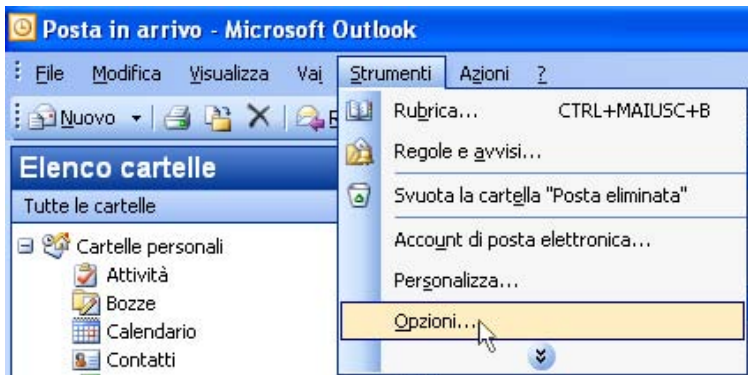 Posta in arrivo - Microsoft Outlook
File Modifica Visualizza Vai Strumenti Azioni ?
Nuovo
Rubrica... CTRL+MAIUSC+B
Regole e avvisi...
Elenco cartelle
Svuota la cartella "Posta eliminata"
Tutte le cartelle
Account di posta elettronica...
Cartelle personali
Attività
Personalizza...
Bozze
Opzioni...
Calendario
Contatti